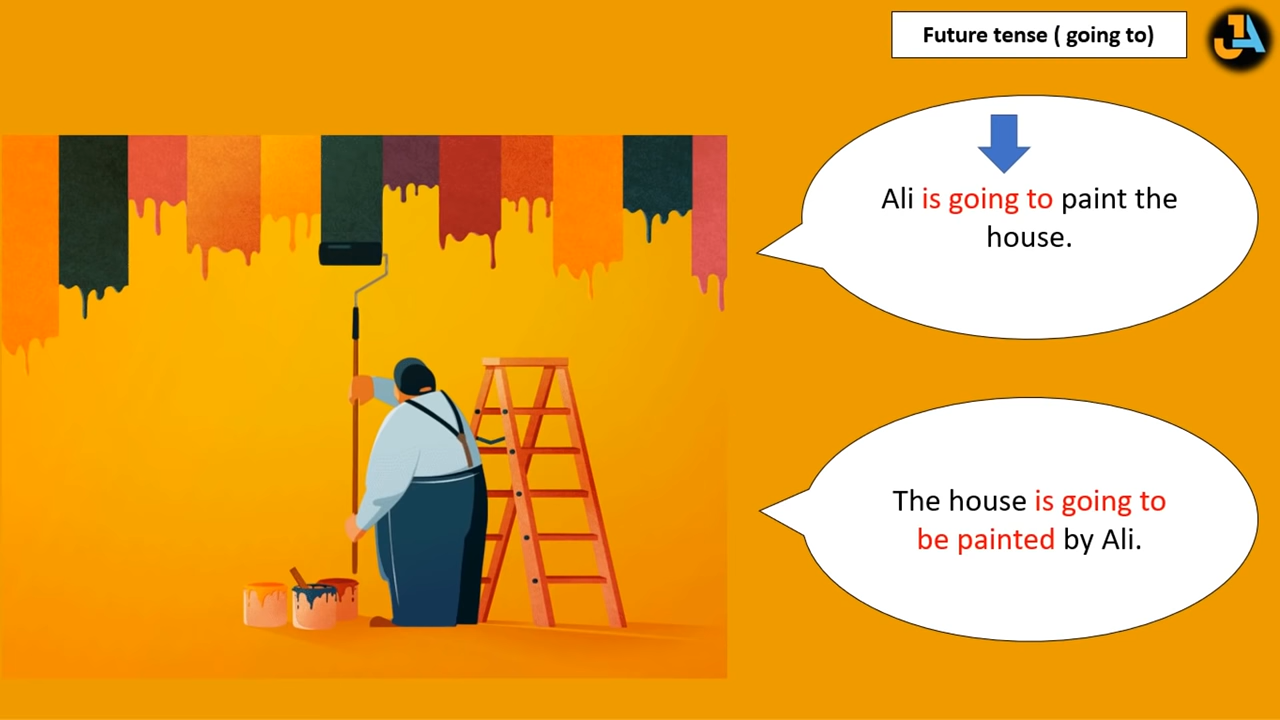 Future tense ( going to)
JA
Ali is going to paint the
house.
The house is going to
be painted by Ali.